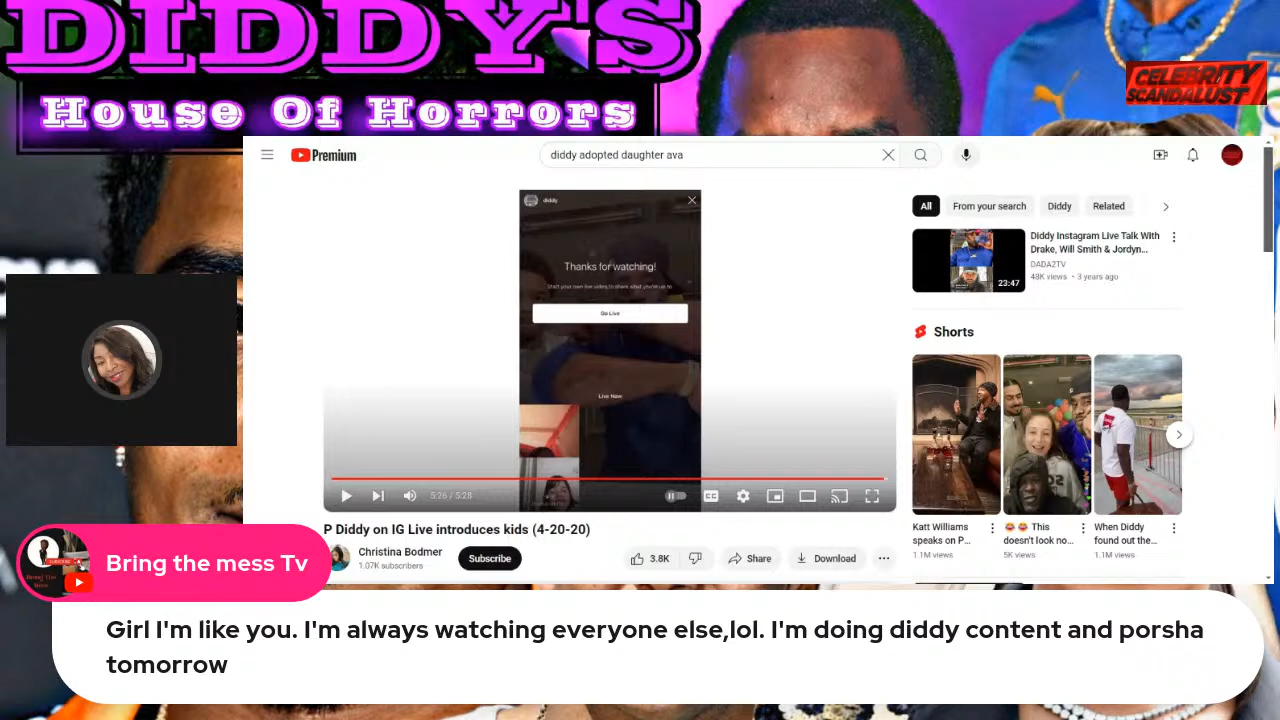 DIDDY'S
House Of Horrors
CELEBRITY
SCANDALUST
Premium
diddy adopted daughter ava
diddy
Thanks for watching!
Go Live
Live Now
5:26 / 5:28
CC
P Diddy on IG Live introduces kids (4-20-20)
Christina Bodmer
1.07K subscribers
Subscribe
3.8K
Share
Download
All
From your search
Diddy
Related
23:47
Diddy Instagram Live Talk With
Drake, Will Smith & Jordyn...
DADA2TV
48K views • 3 years ago
Shorts
Katt Williams
speaks on P...
1.1M views
😂😂 This
doesn't look no...
5K views
When Diddy
found out the...
1.1M views
Bring the mess Tv
Girl I'm like you. I'm always watching everyone else,lol. I'm doing diddy content and porsha
tomorrow